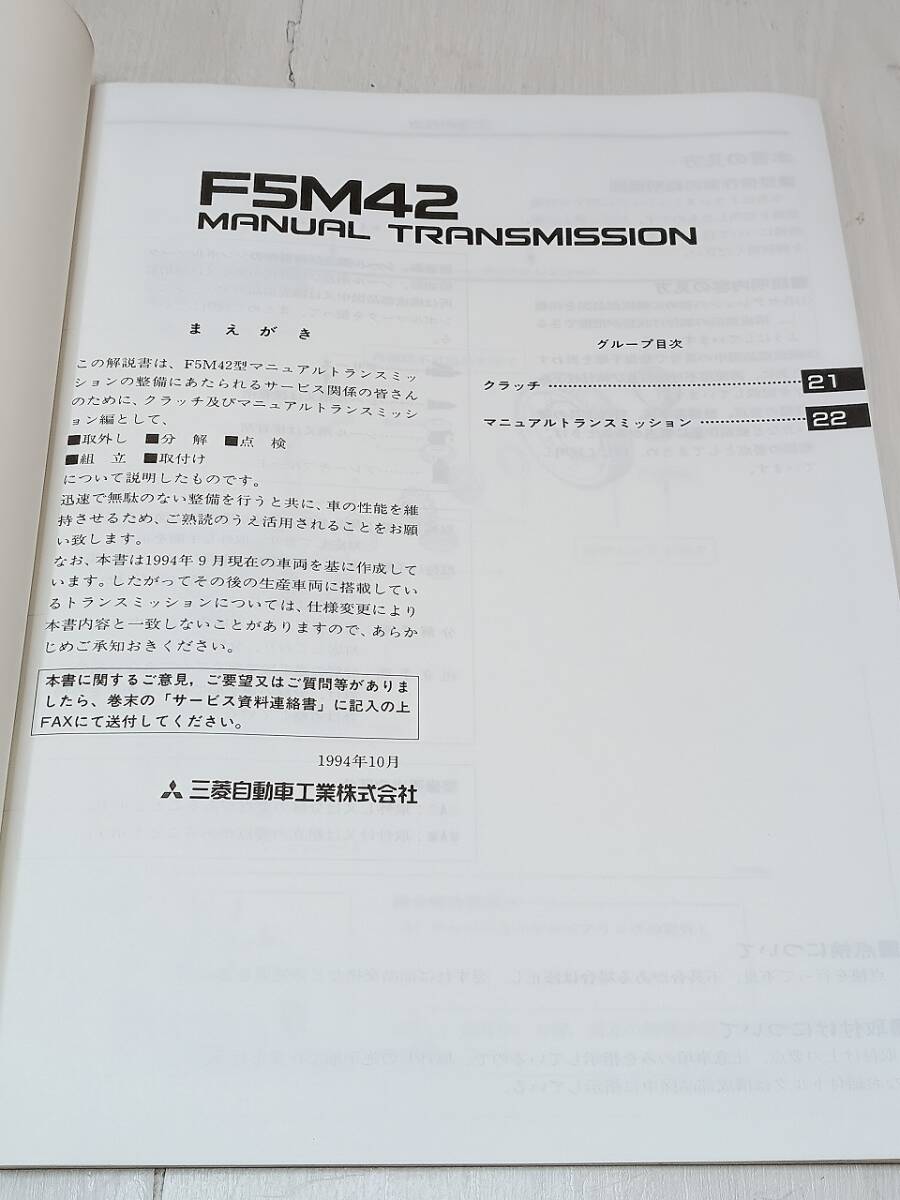 F5M42
MANUAL TRANSMISSION
まえがき
この解説書は、F5M42型マニュアルトランスミッ
ションの整備にあたられるサービス関係の皆さん
のために、クラッチ及びマニュアルトランスミッシ
ョン編として、
■取外し ■分 解 ■点 検
■組 立 ■取付け
について説明したものです。
迅速で無駄のない整備を行うと共に、車の性能を維
持させるため、ご熟読のうえ活用されることをお願
い致します。
なお、本書は1994年9月現在の車両を基に作成して
います。したがってその後の生産車両に搭載してい
るトランスミッションについては、仕様変更により
本書内容と一致しないことがありますので、あらか
じめご承知おきください。
本書に関するご意見，ご要望又はご質問等がありま
したら、巻末の「サービス資料連絡書」に記入の上
FAXにて送付してください。
1994年10月
三菱自動車工業株式会社
グループ目次
クラッチ ………………………………… 21
マニュアルトランスミッション …………… 22